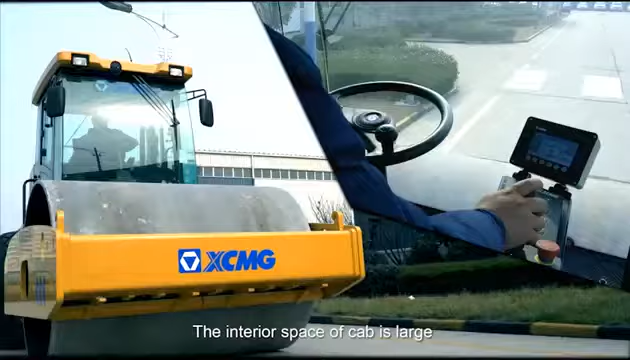 XCMG
The interior space of cab is large